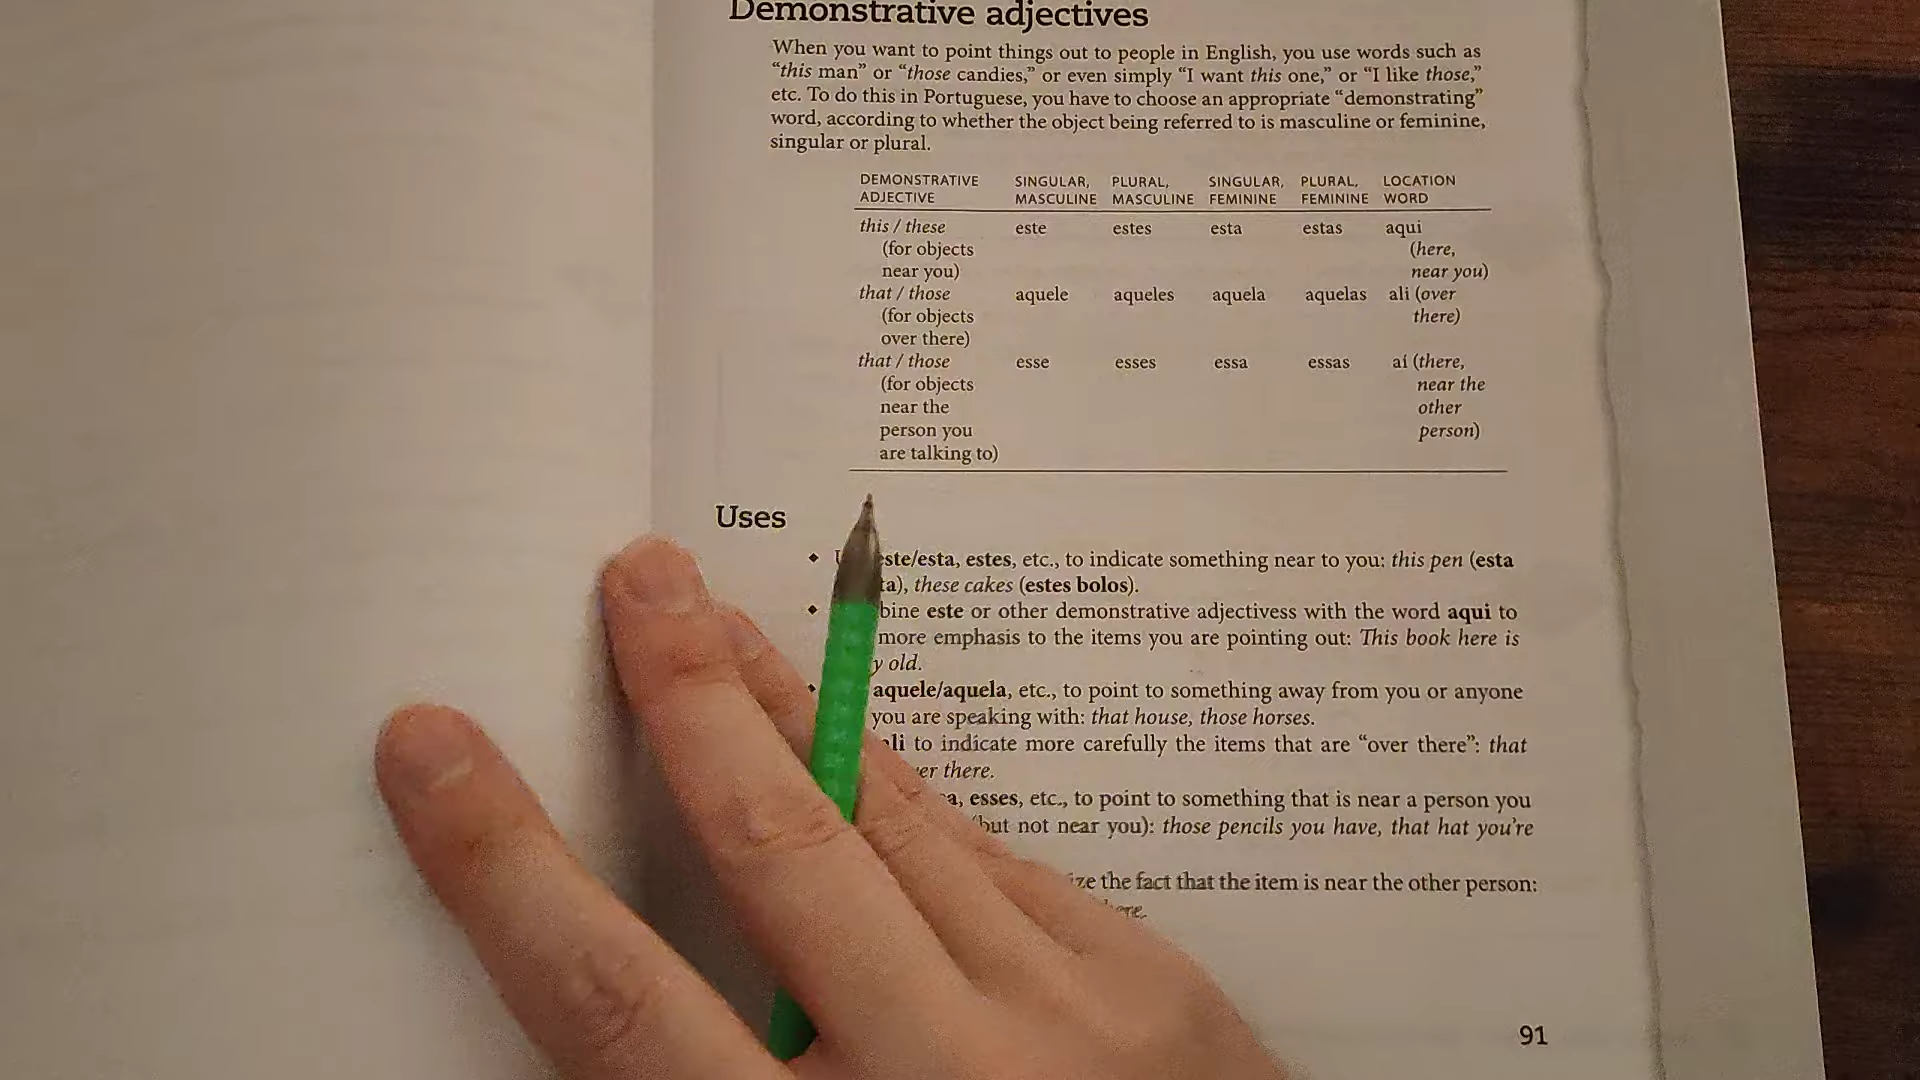 Demonstrative adjectives
When you want to point things out to people in English, you use words such as
“this man” or “those candies,” or even simply “I want this one,” or “I like those,”
etc. To do this in Portuguese, you have to choose an appropriate “demonstrating”
word, according to whether the object being referred to is masculine or feminine,
singular or plural.
DEMONSTRATIVE SINGULAR, PLURAL, SINGULAR, PLURAL, LOCATION
ADJECTIVE MASCULINE MASCULINE FEMININE FEMININE WORD
this / these este estes esta estas aqui
(for objects (here,
near you) near you)
that / those aquele aqueles aquela aquelas ali (over
(for objects there)
over there)
that / those esse esses essa essas aí (there,
(for objects near the
near the other
person you person)
are talking to)
Uses
este/esta, estes, etc., to indicate something near to you: this pen (esta
these cakes (estes bolos).
este or other demonstrative adjectivess with the word aqui to
more emphasis to the items you are pointing out: This book here is
old.
aquele/aquela, etc., to point to something away from you or anyone
you are speaking with: that house, those horses.
to indicate more carefully the items that are “over there”: that
there.
esses, etc., to point to something that is near a person you
(but not near you): those pencils you have, that hat you’re
the fact that the item is near the other person:
91